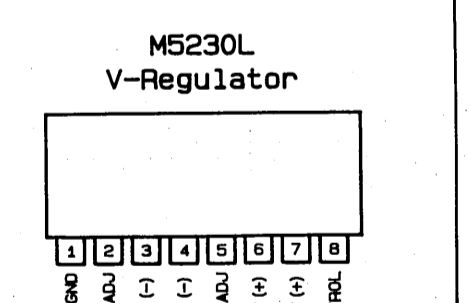 M5230L
V-Regulator
1 2 3 4 5 6 7 8
GND ADJ (-) (-) ADJ (+) (+) ROL